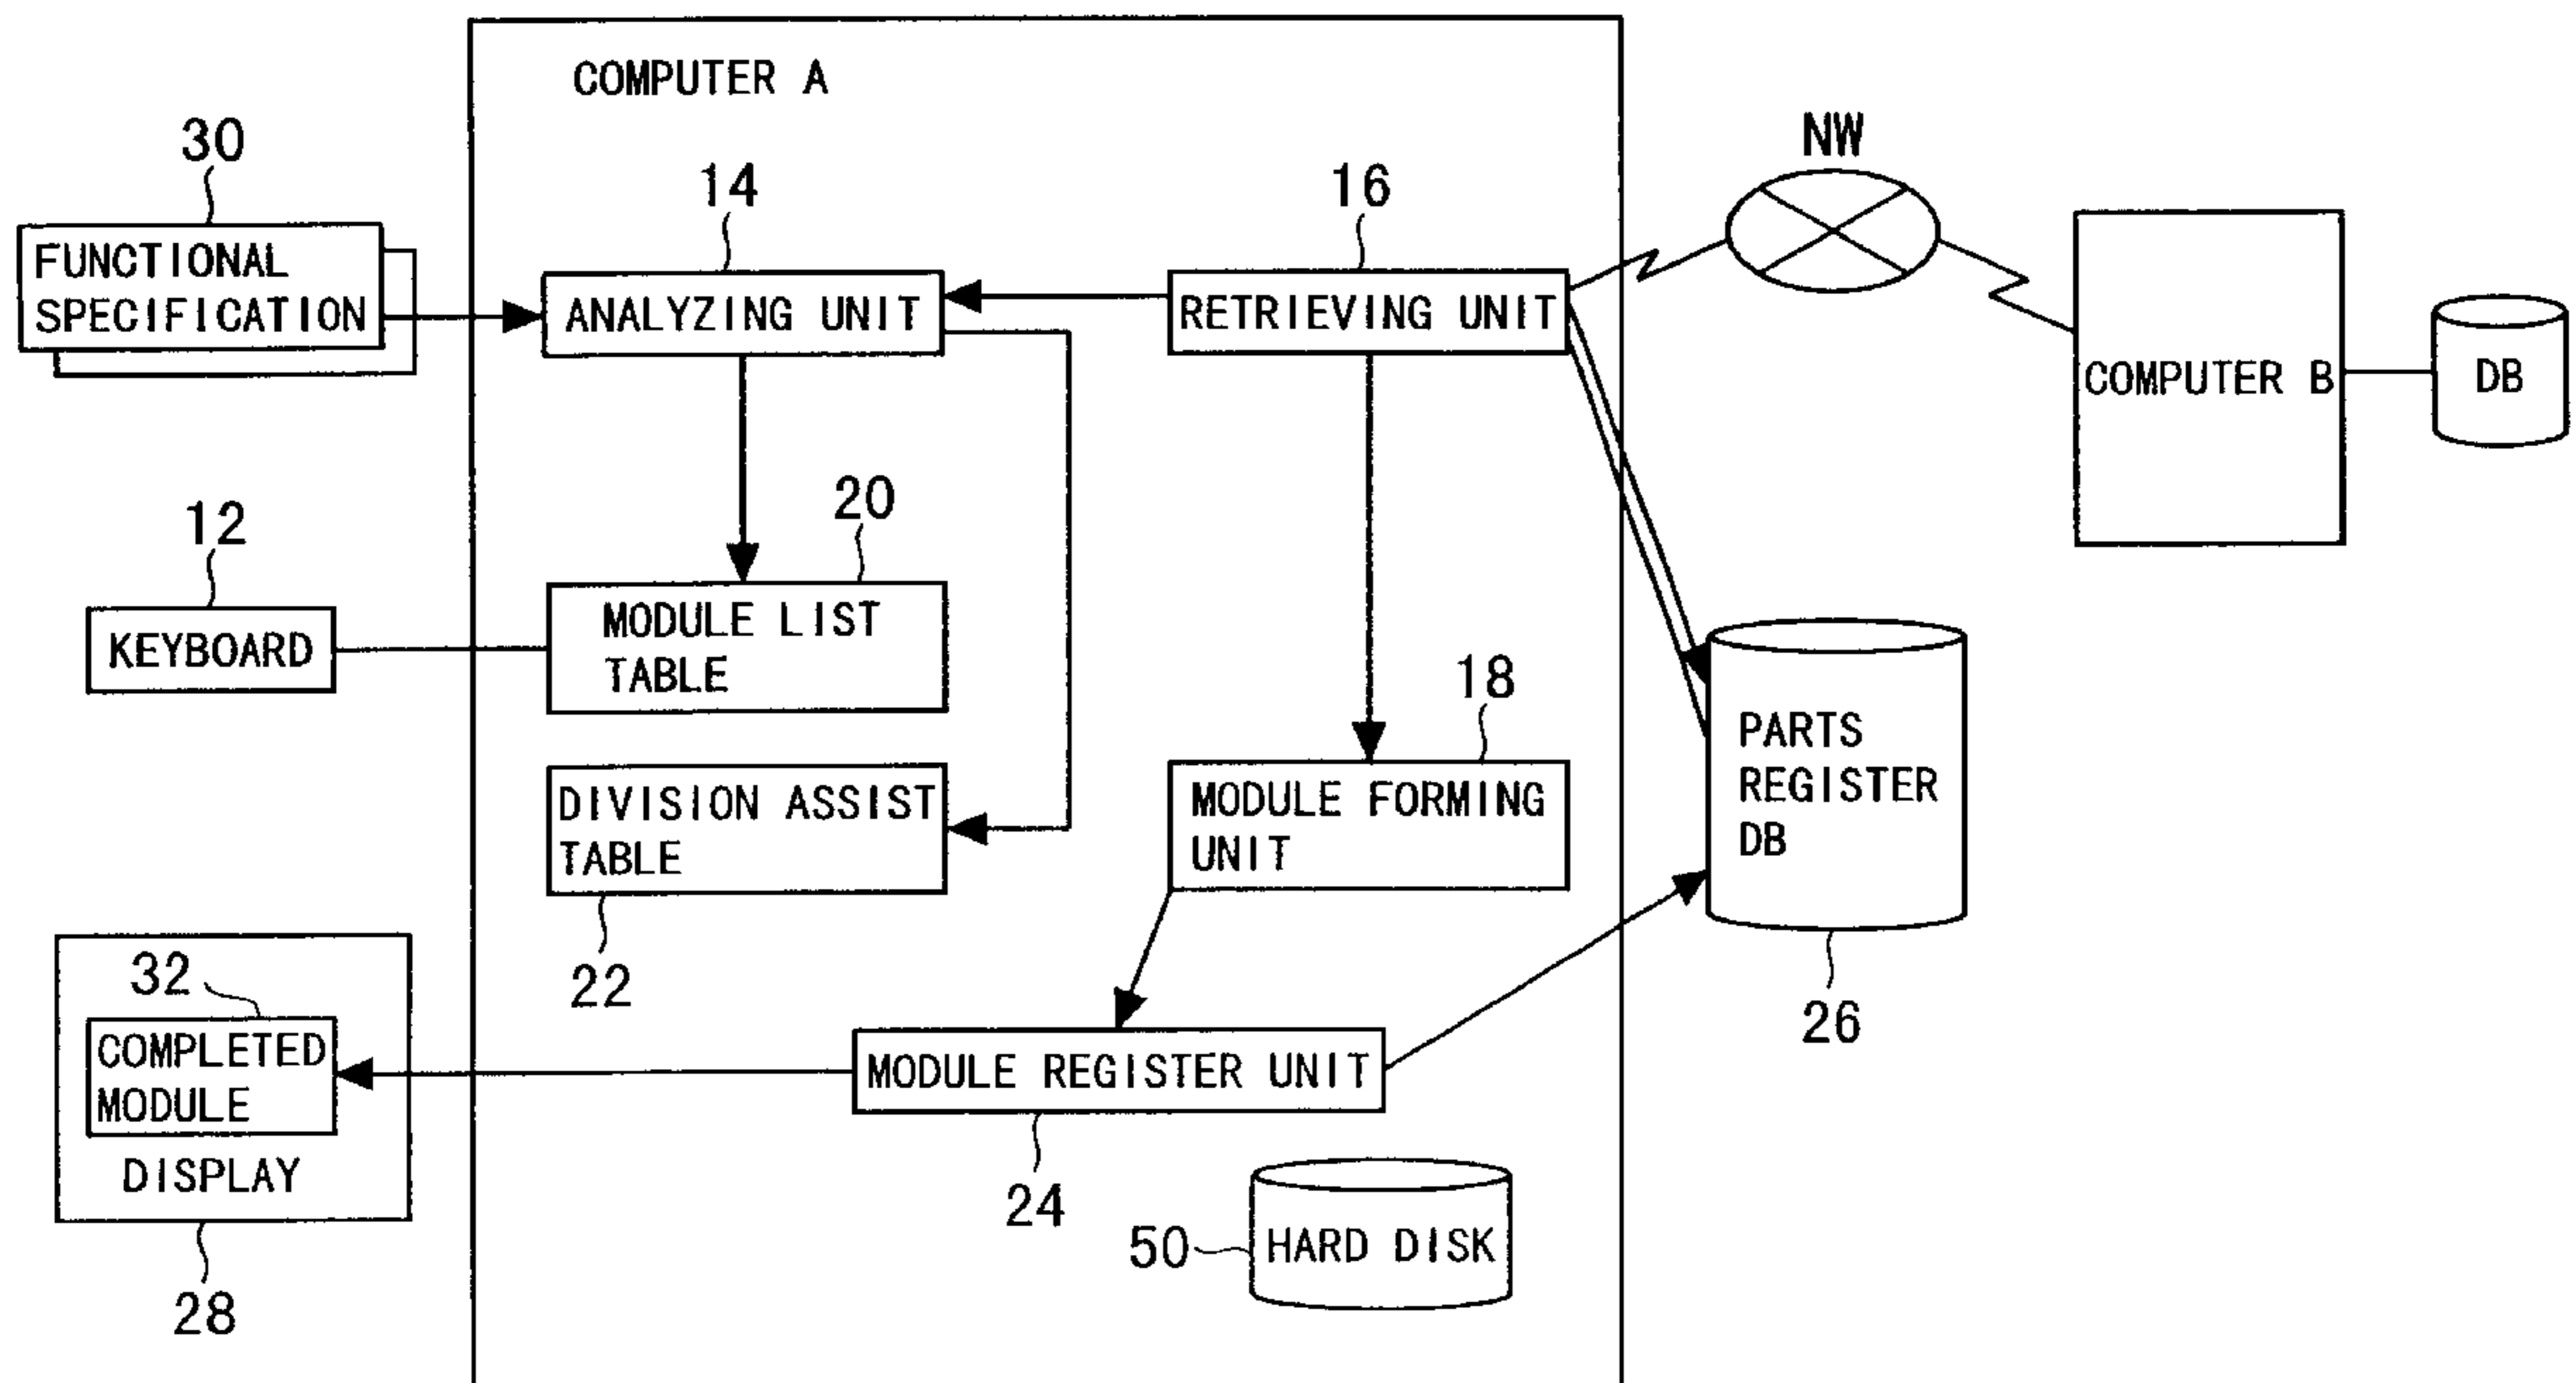 COMPUTER A
30
FUNCTIONAL
SPECIFICATION
14
ANALYZING UNIT
16
RETRIEVING UNIT
NW
COMPUTER B
DB
12
KEYBOARD
20
MODULE LIST
TABLE
DIVISION ASSIST
TABLE
22
18
MODULE FORMING
UNIT
PARTS
REGISTER
DB
26
32
COMPLETED
MODULE
DISPLAY
28
MODULE REGISTER UNIT
24
50
HARD DISK